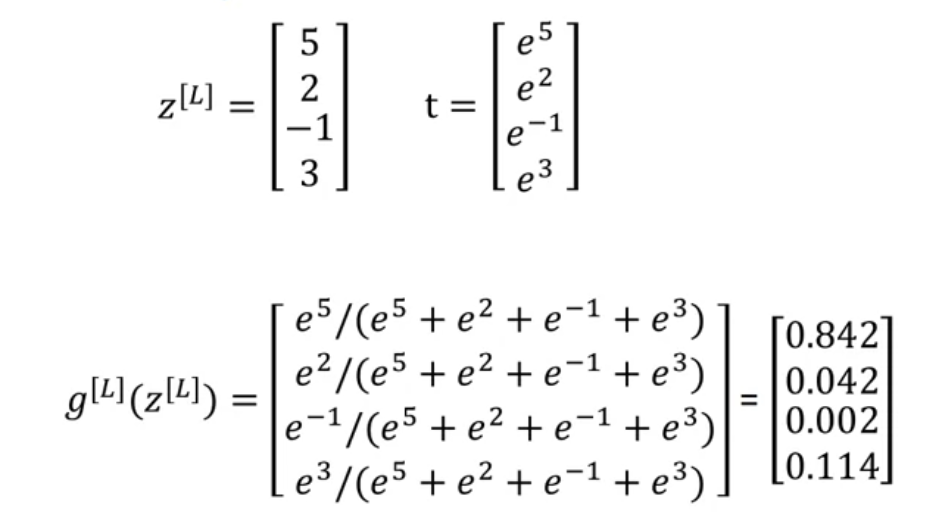 z^[L] = [5 2 −1 3] t = [e^5 e^2 e^−1 e^3]
g^[L](z^[L]) = [e^5/(e^5 + e^2 + e^−1 + e^3)
e^2/(e^5 + e^2 + e^−1 + e^3)
e^−1/(e^5 + e^2 + e^−1 + e^3)
e^3/(e^5 + e^2 + e^−1 + e^3)] = [0.842
0.042
0.002
0.114]